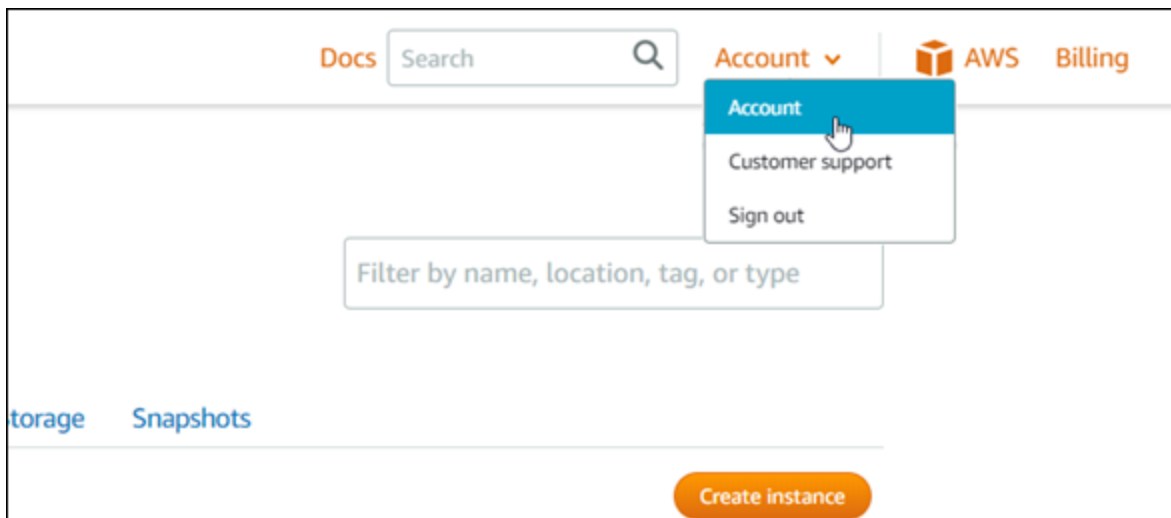 Docs Search Account AWS Billing
Account
Customer support
Sign out
Filter by name, location, tag, or type
torage Snapshots
Create instance